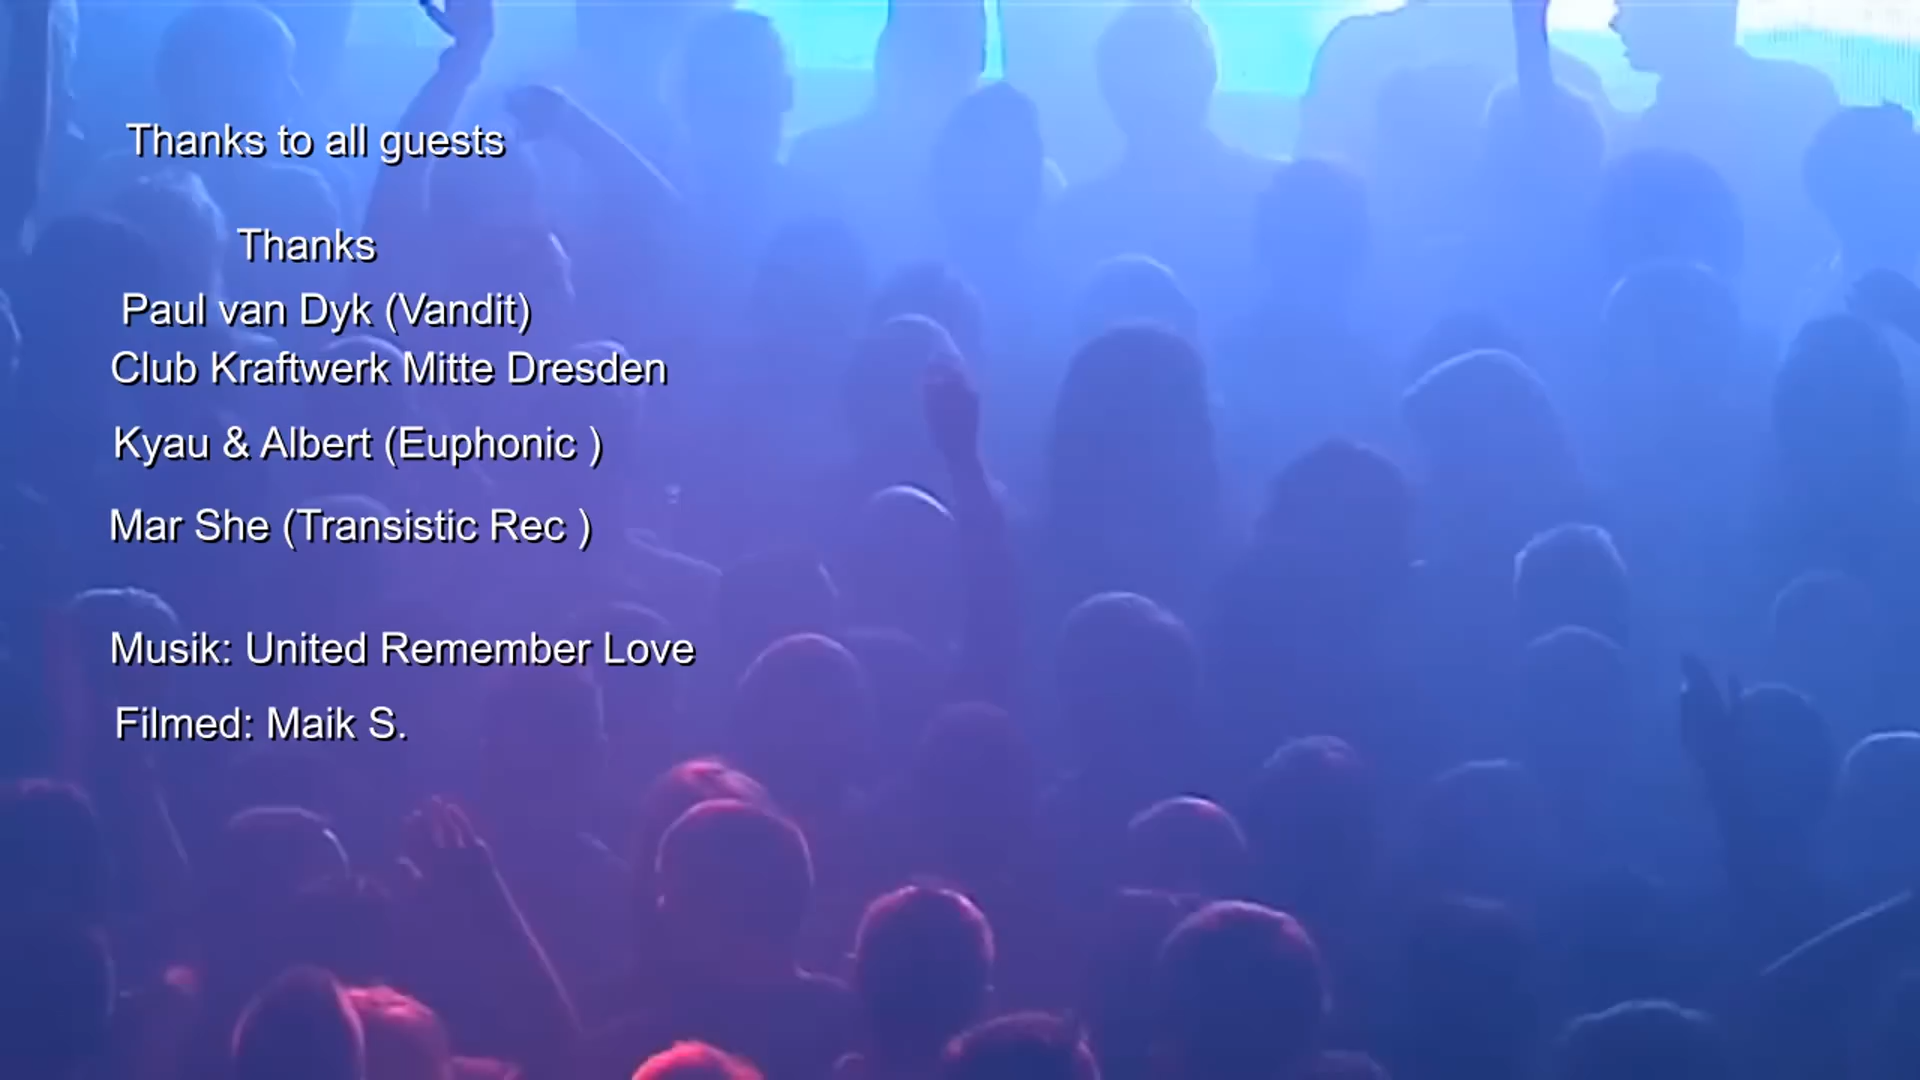 Thanks to all guests
Thanks
Paul van Dyk (Vandit)
Club Kraftwerk Mitte Dresden
Kyau & Albert (Euphonic )
Mar She (Transistic Rec )
Musik: United Remember Love
Filmed: Maik S.